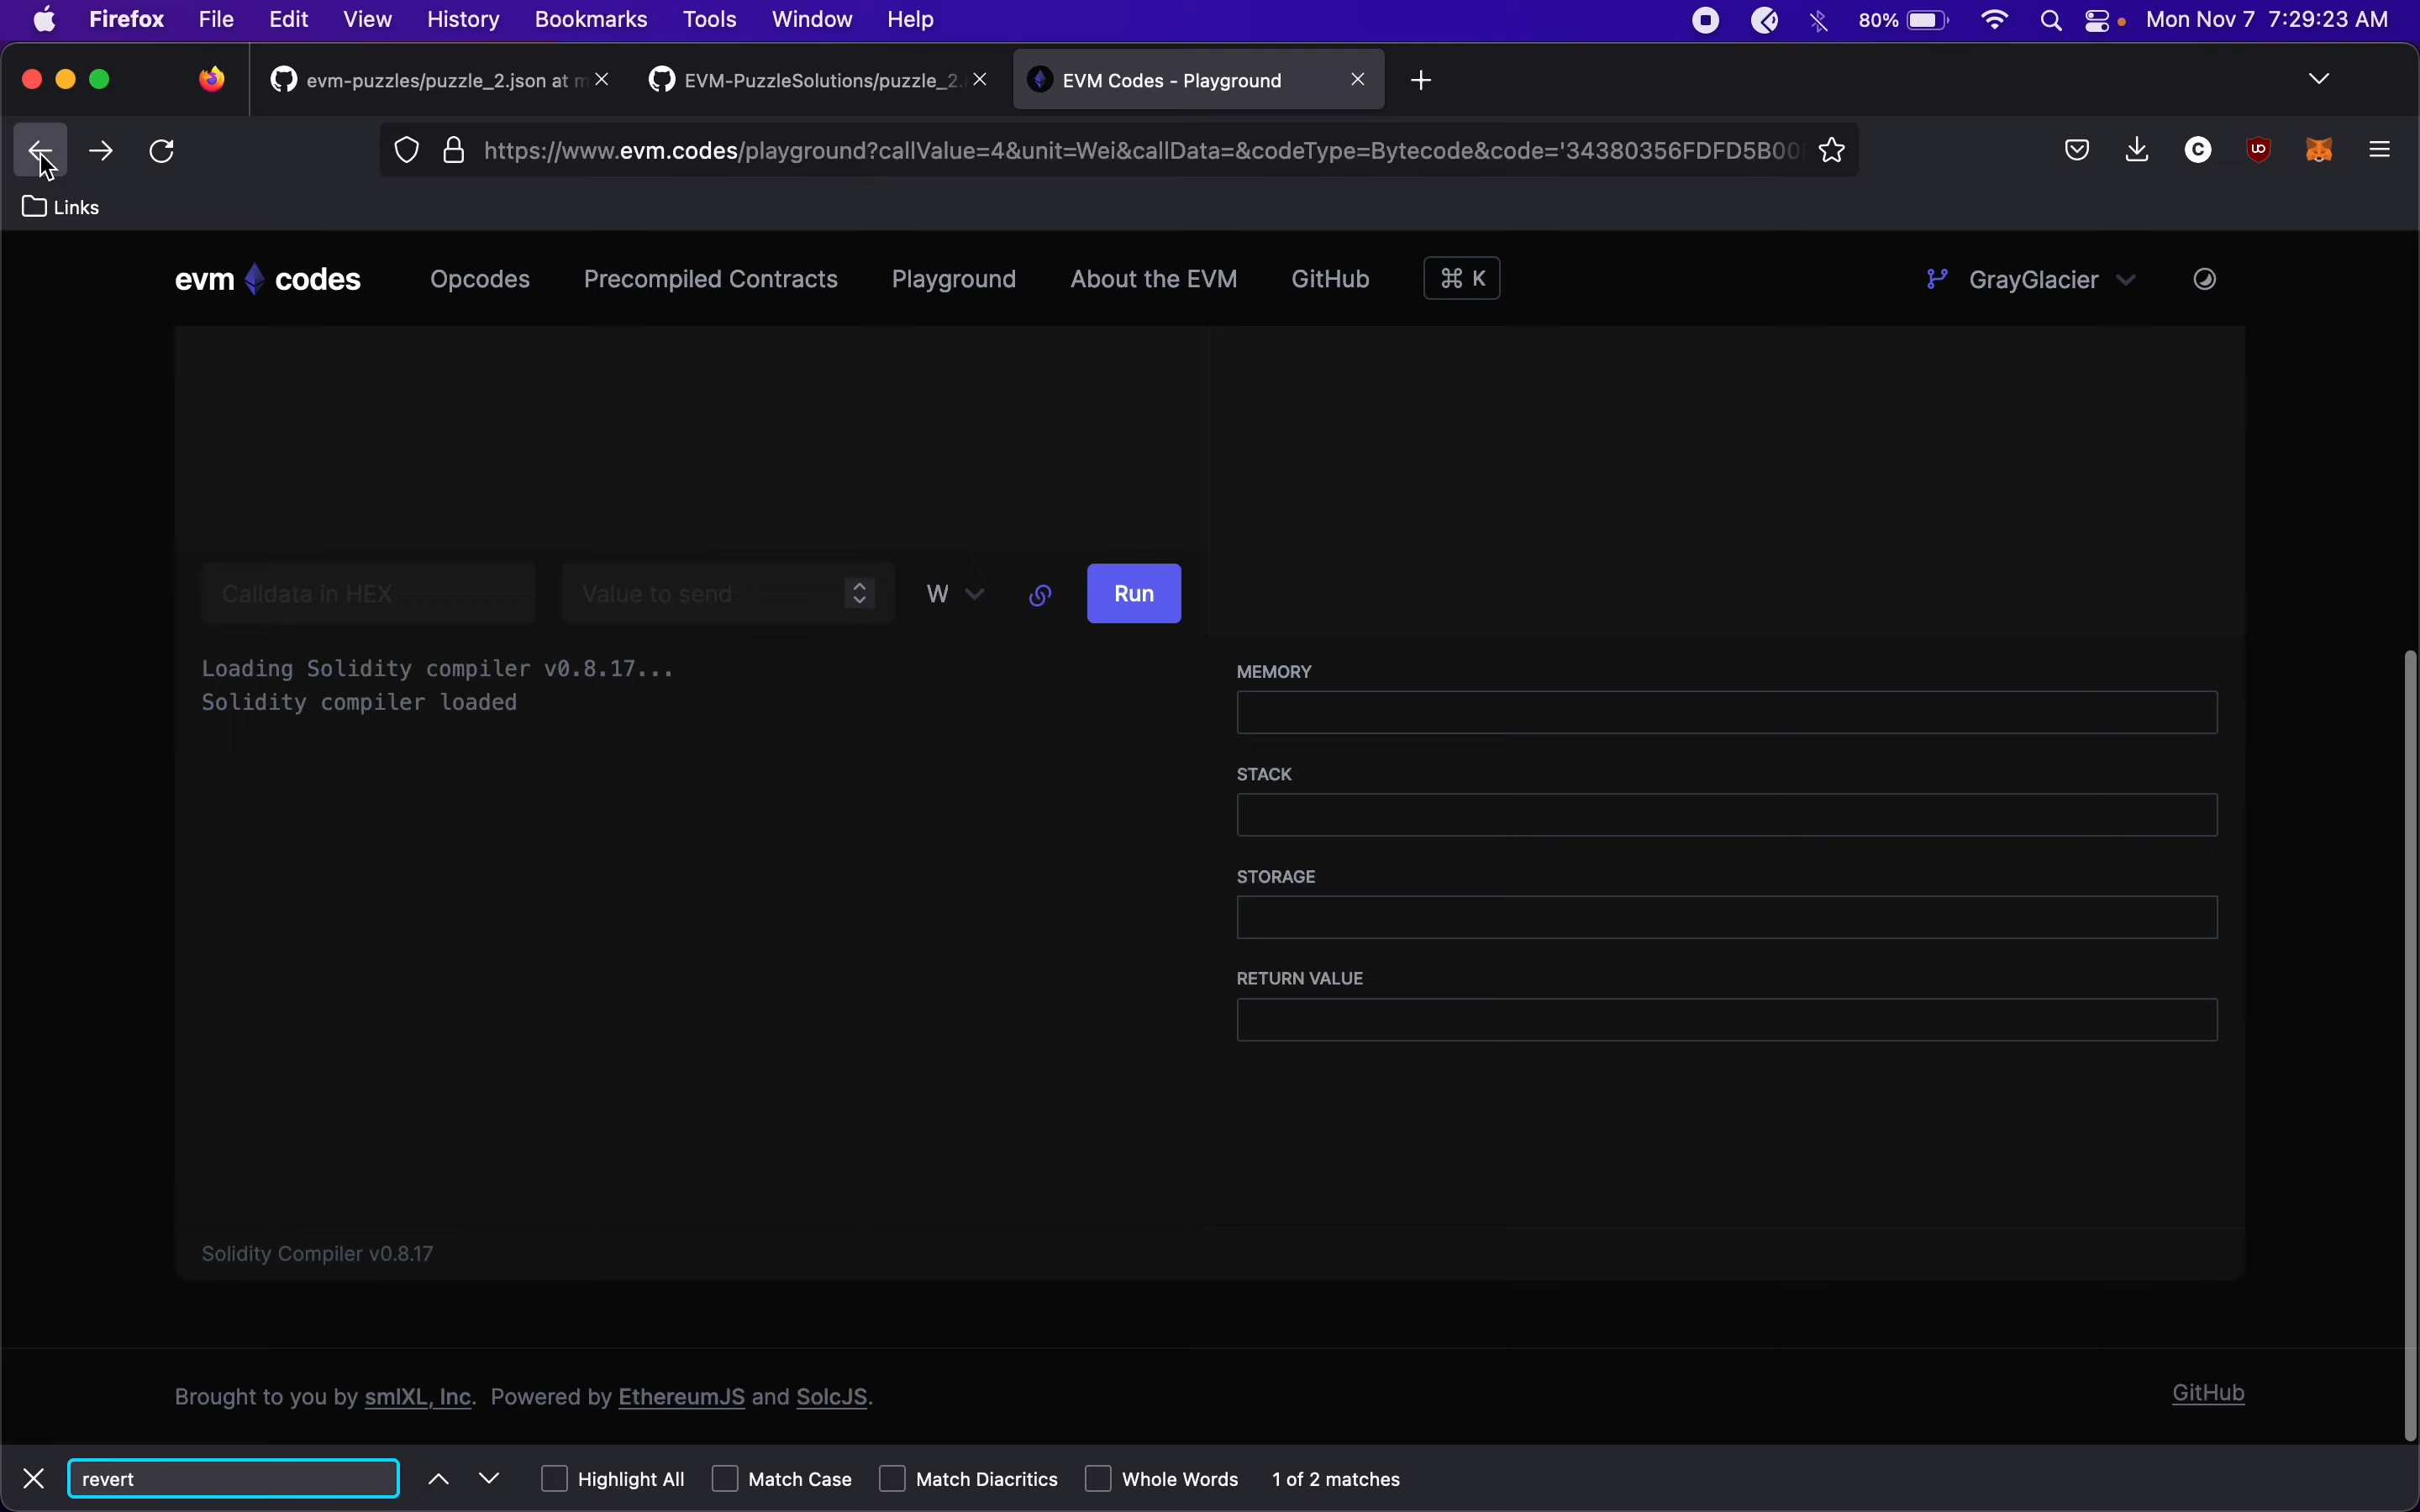 Firefox File Edit View History Bookmarks Tools Window Help 80% Mon Nov 7 7:29:23 AM
evm-puzzles/puzzle_2.json at m EVM-PuzzleSolutions/puzzle_2. EVM Codes - Playground
https://www.evm.codes/playground?callValue=4&unit=Wei&callData=&codeType=Bytecode&code='34380356FDFD5B00
Links
evm codes Opcodes Precompiled Contracts Playground About the EVM GitHub ⌘ K GrayGlacier
Calldata in HEX Value to send W Run
Loading Solidity compiler v0.8.17...
Solidity compiler loaded
MEMORY
STACK
STORAGE
RETURN VALUE
Solidity Compiler v0.8.17
Brought to you by smlXL, Inc. Powered by EthereumJS and SolcJS. GitHub
revert Highlight All Match Case Match Diacritics Whole Words 1 of 2 matches